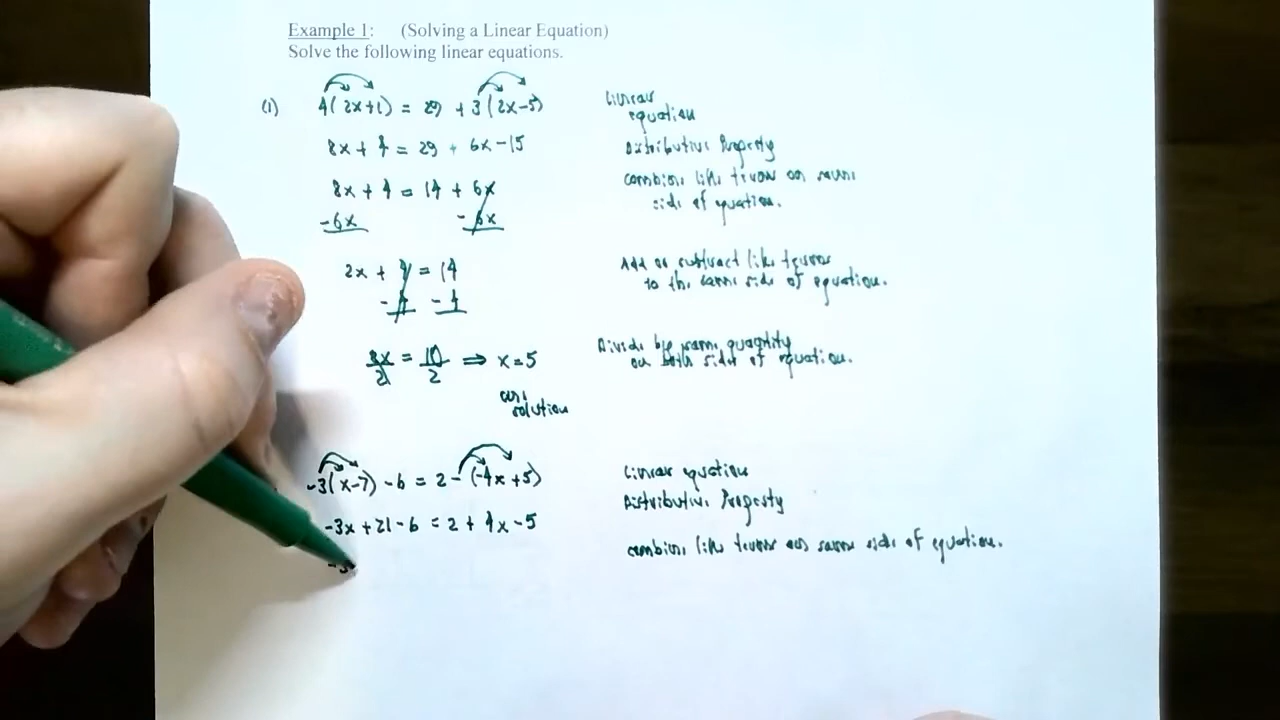 Example 1: (Solving a Linear Equation)
Solve the following linear equations.
(1) 4(2x+1) = 29 + 3(2x-5) Linear equation
8x + 4 = 29 + 6x - 15 Distributive Property
8x + 4 = 14 + 6x combine like terms on same
-6x -6x side of equation.
2x + 4 = 14 Add or subtract like terms
-4 -4 to the same side of equation.
2x/2 = 10/2 ⇒ x=5 Divide by same quantity
on both sides of equation.
one solution
-3(x-7) - 6 = 2 - (-4x+5) Linear equation
-3x + 21 - 6 = 2 + 4x - 5 Distributive Property
combine like terms on same side of equation.
-3x